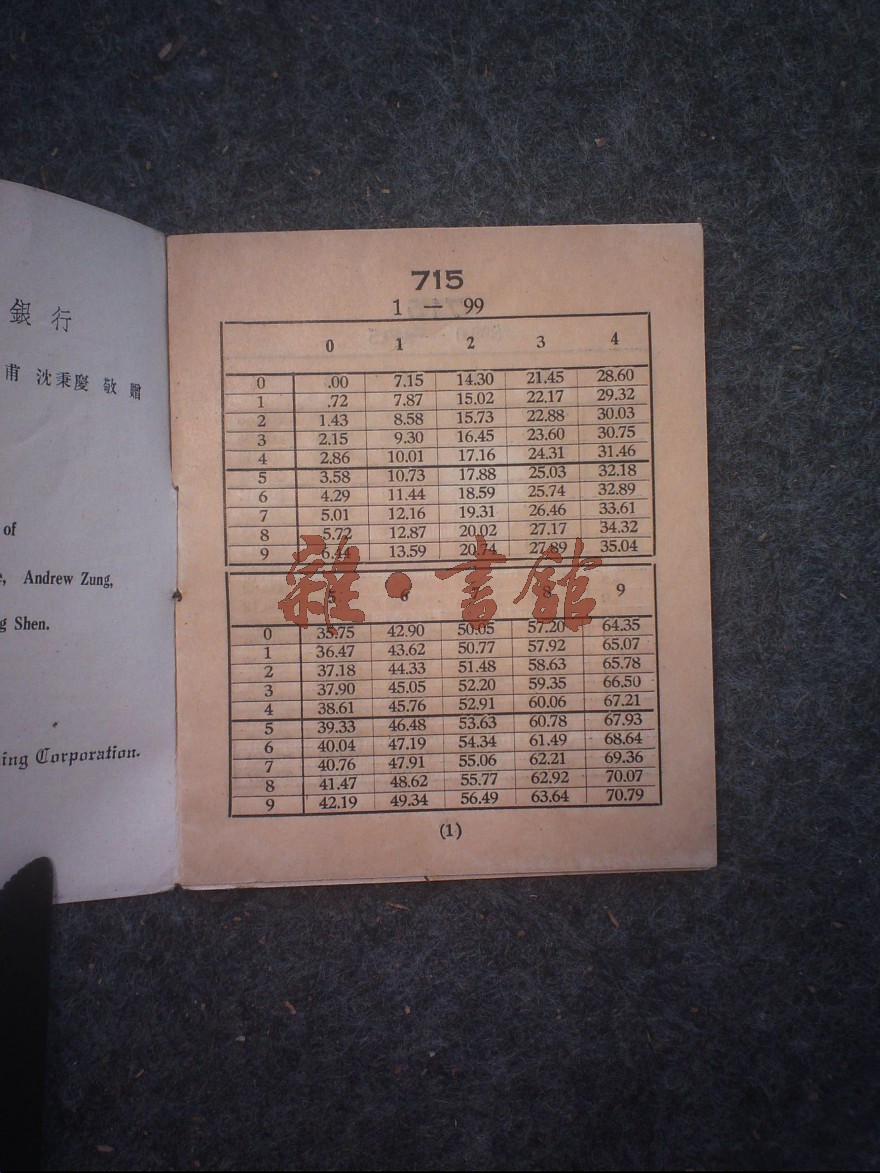 銀行
甫 沈秉慶 敬贈
of
Andrew Zung,
Shen.
Corporation.
715
1 — 99
0 1 2 3 4
0 .00 7.15 14.30 21.45 28.60
1 .72 7.87 15.02 22.17 29.32
2 1.43 8.58 15.73 22.88 30.03
3 2.15 9.30 16.45 23.60 30.75
4 2.86 10.01 17.16 24.31 31.46
5 3.58 10.73 17.88 25.03 32.18
6 4.29 11.44 18.59 25.74 32.89
7 5.01 12.16 19.31 26.46 33.61
8 5.72 12.87 20.02 27.17 34.32
9 6.44 13.59 20.74 27.89 35.04
雜·書館
5 6 7 8 9
0 35.75 42.90 50.05 57.20 64.35
1 36.47 43.62 50.77 57.92 65.07
2 37.18 44.33 51.48 58.63 65.78
3 37.90 45.05 52.20 59.35 66.50
4 38.61 45.76 52.91 60.06 67.21
5 39.33 46.48 53.63 60.78 67.93
6 40.04 47.19 54.34 61.49 68.64
7 40.76 47.91 55.06 62.21 69.36
8 41.47 48.62 55.77 62.92 70.07
9 42.19 49.34 56.49 63.64 70.79
(1)